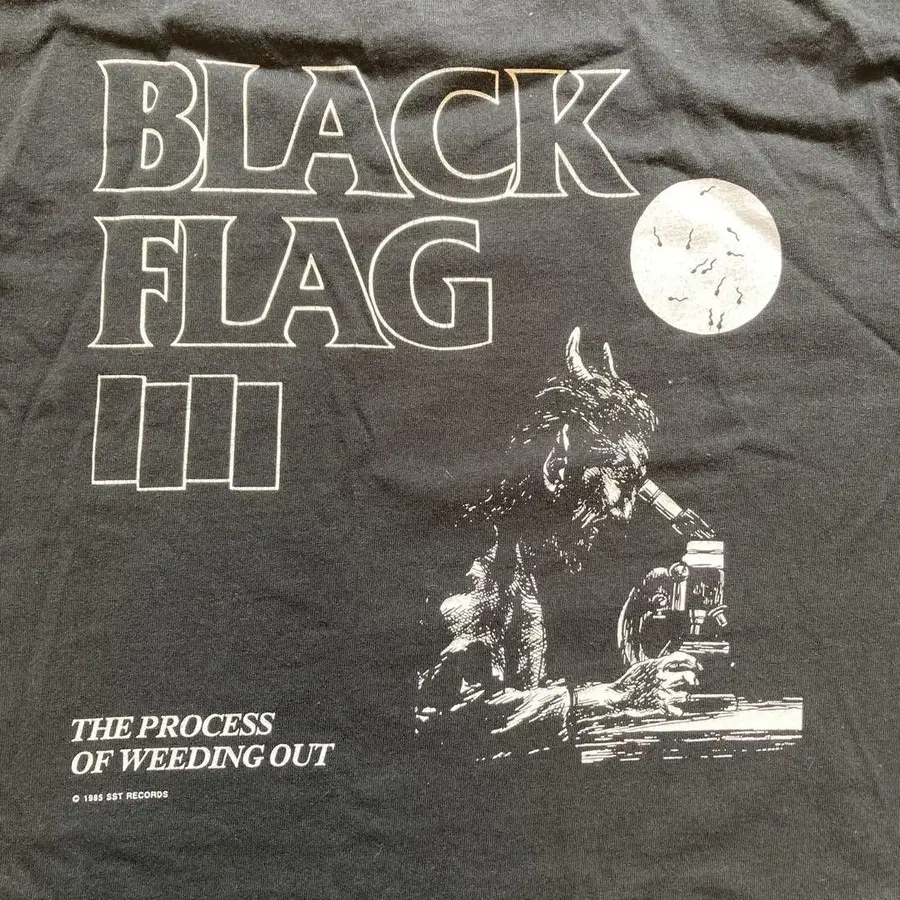 BLACK
FLAG
THE PROCESS
OF WEEDING OUT
© 1985 SST RECORDS